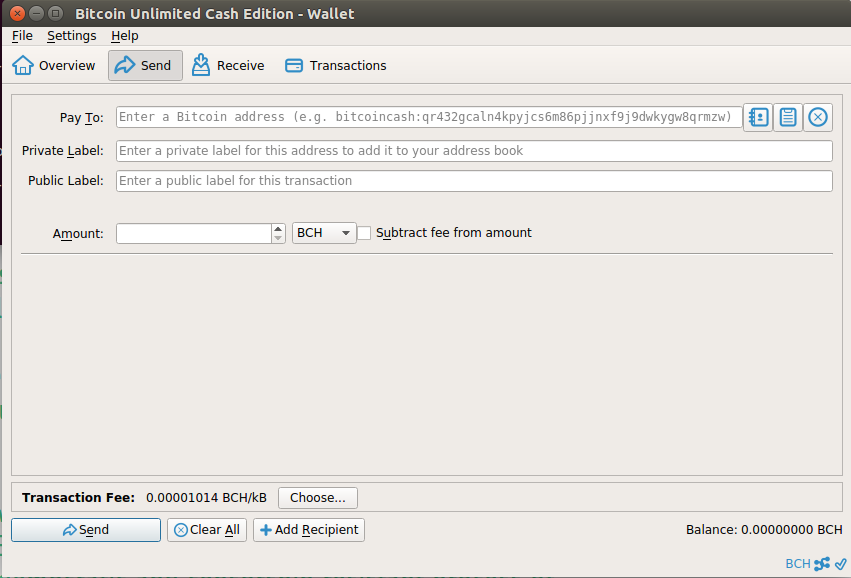 Bitcoin Unlimited Cash Edition - Wallet
File Settings Help
Overview Send Receive Transactions
Pay To: Enter a Bitcoin address (e.g. bitcoincash:qr432gcaln4kpyjcs6m86pjjnxf9j9dwkygw8qrmzw)
Private Label: Enter a private label for this address to add it to your address book
Public Label: Enter a public label for this transaction
Amount: BCH Subtract fee from amount
Transaction Fee: 0.00001014 BCH/kB Choose...
Send Clear All Add Recipient Balance: 0.00000000 BCH
BCH